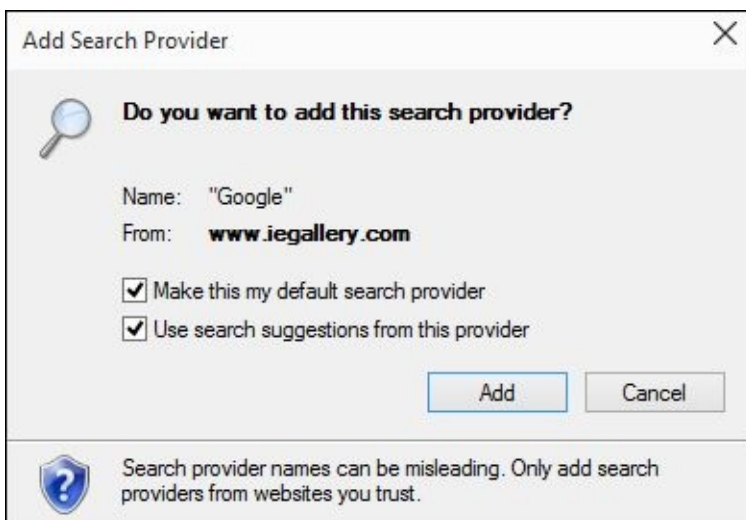 Add Search Provider
Do you want to add this search provider?
Name: "Google"
From: www.iegallery.com
Make this my default search provider
Use search suggestions from this provider
Add Cancel
Search provider names can be misleading. Only add search
providers from websites you trust.